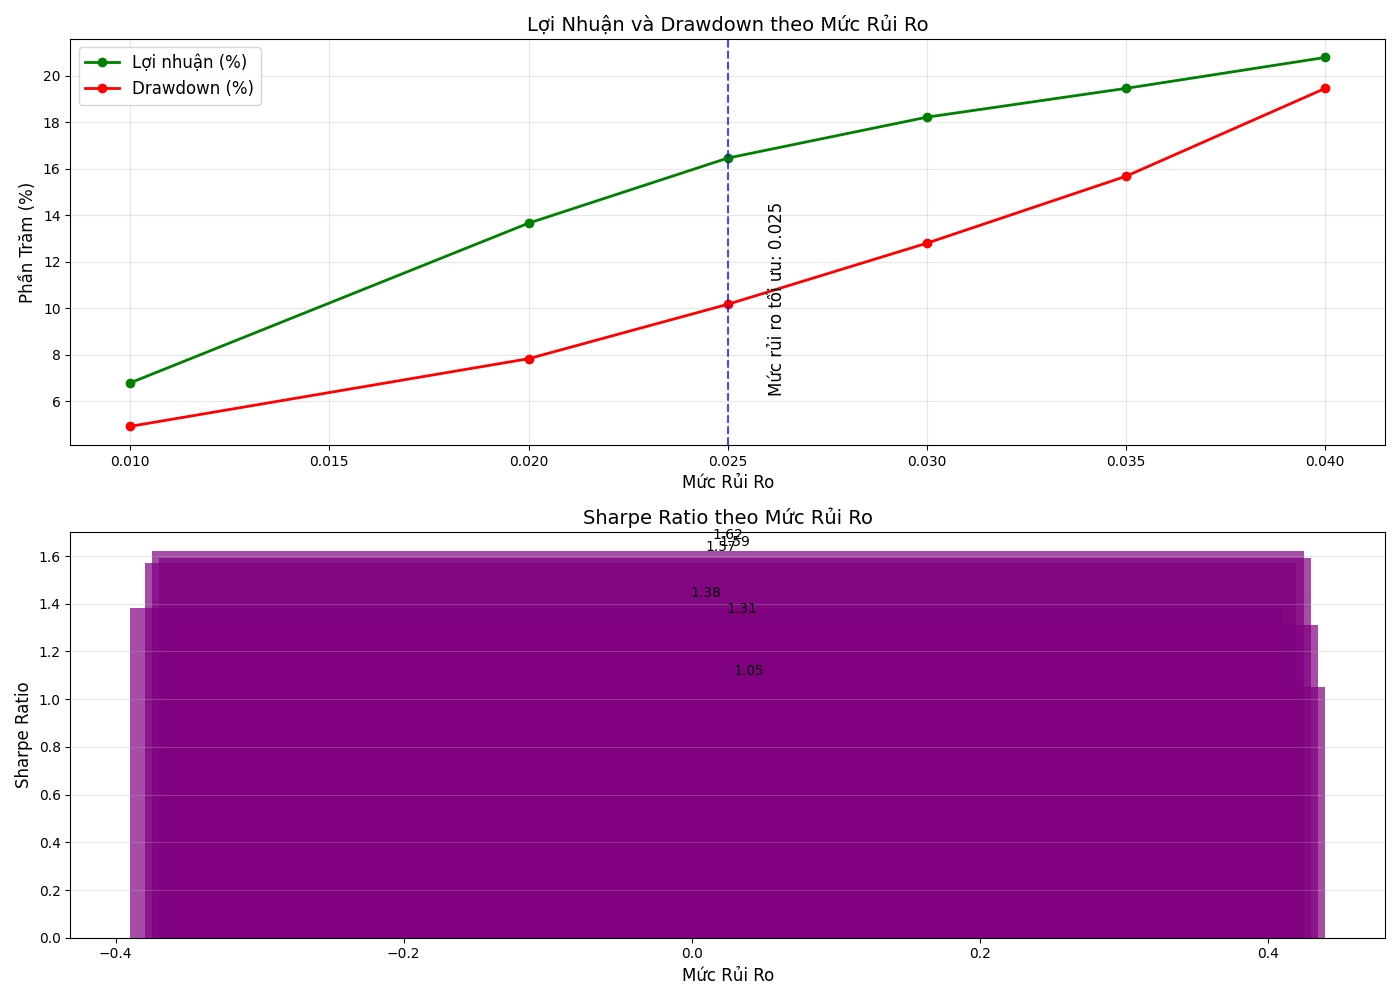 Lợi Nhuận và Drawdown theo Mức Rủi Ro
Lợi nhuận (%)
Drawdown (%)
Phần Trăm (%)
20
18
16
14
12
10
8
6
Mức rủi ro tối ưu: 0.025
0.010 0.015 0.020 0.025 0.030 0.035 0.040
Mức Rủi Ro
Sharpe Ratio theo Mức Rủi Ro
1.62
1.59
1.57
1.38
1.31
1.05
Sharpe Ratio
1.6
1.4
1.2
1.0
0.8
0.6
0.4
0.2
0.0
−0.4 −0.2 0.0 0.2 0.4
Mức Rủi Ro